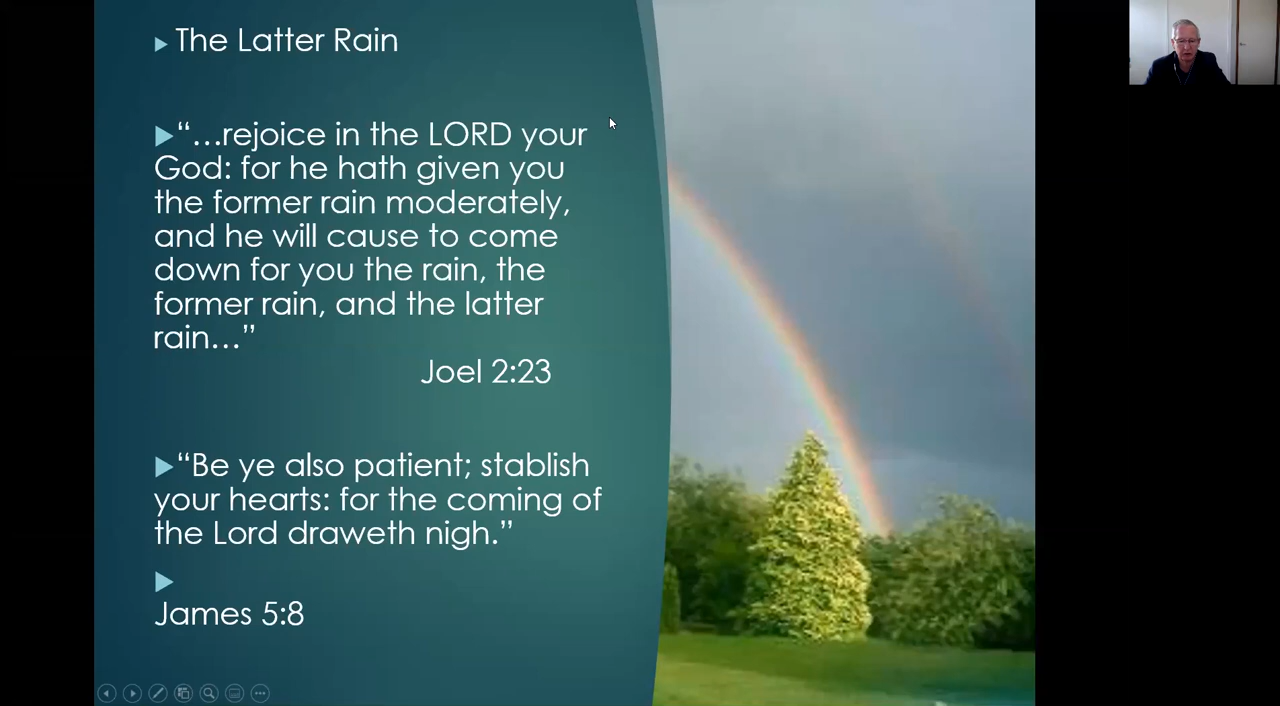 The Latter Rain
“…rejoice in the LORD your
God: for he hath given you
the former rain moderately,
and he will cause to come
down for you the rain, the
former rain, and the latter
rain…”
Joel 2:23
“Be ye also patient; stablish
your hearts: for the coming of
the Lord draweth nigh.”
James 5:8